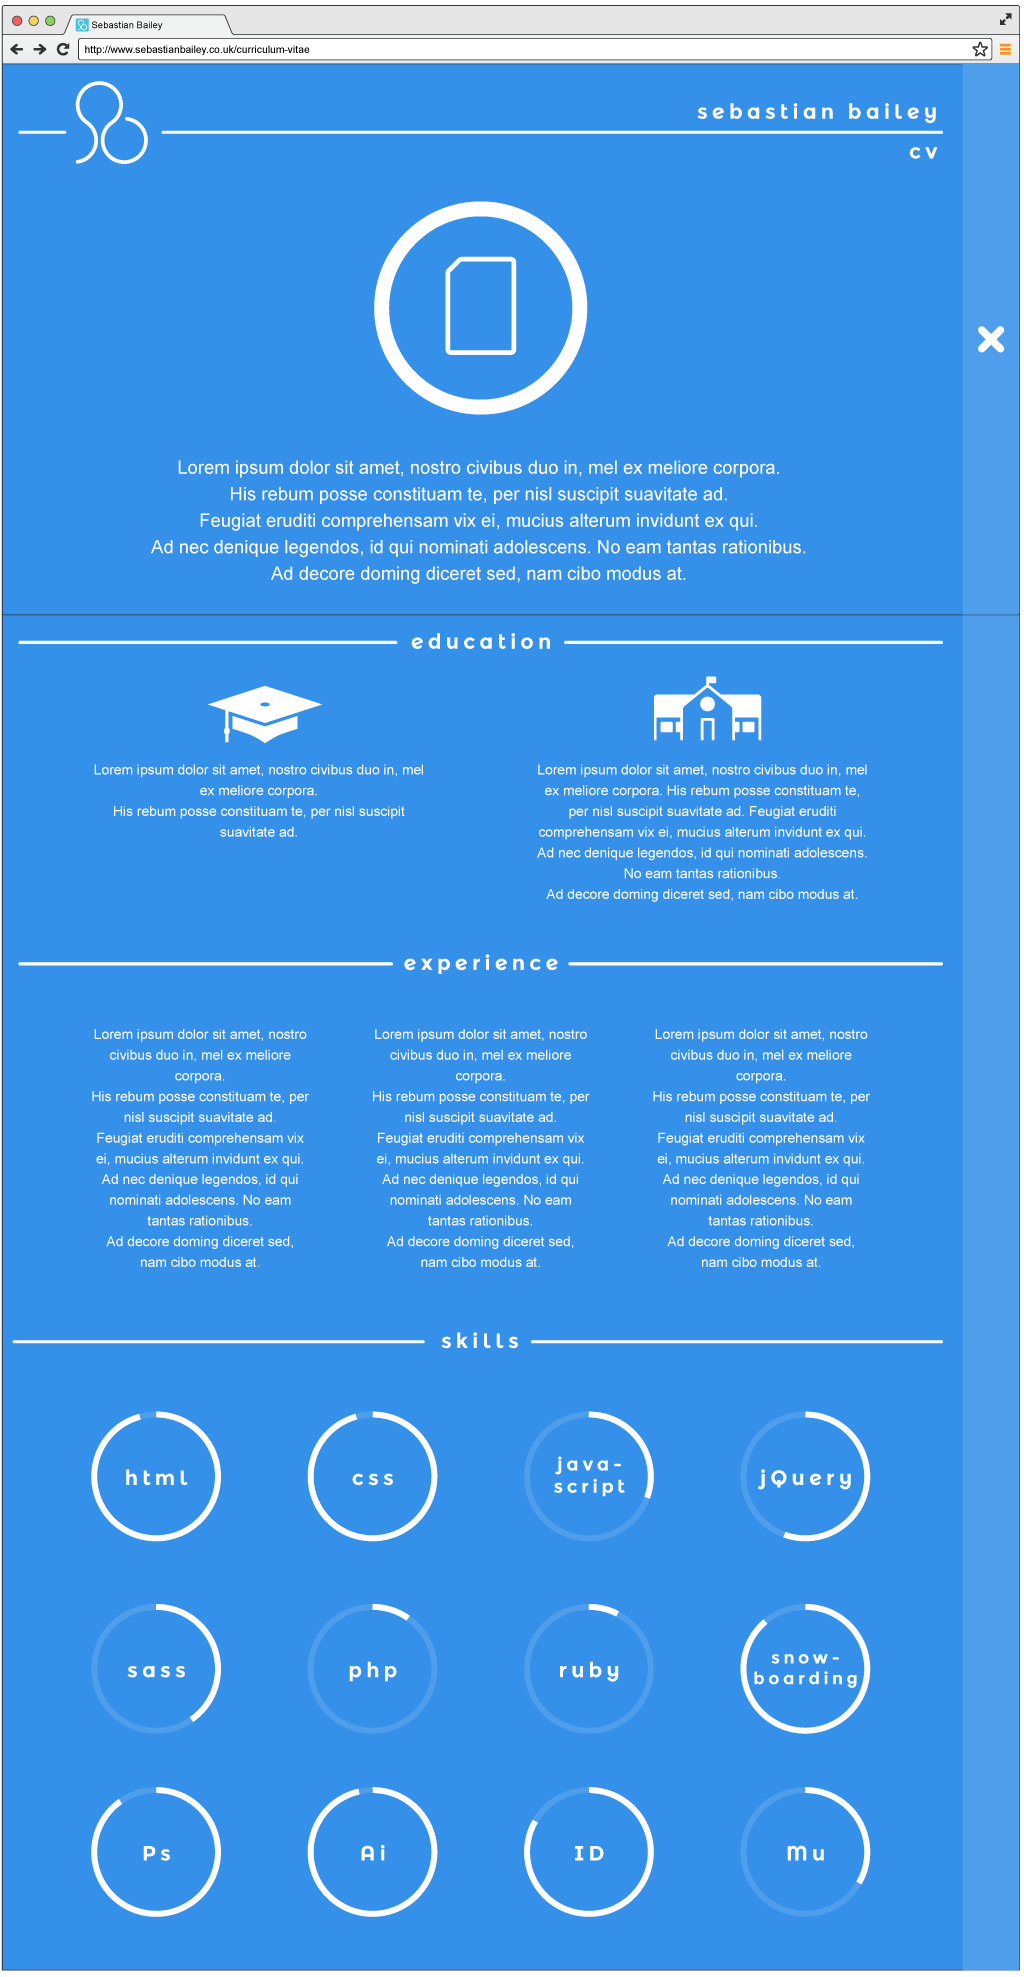 Sebastian Bailey
http://www.sebastianbailey.co.uk/curriculum-vitae
sebastian bailey
cv
Lorem ipsum dolor sit amet, nostro civibus duo in, mel ex meliore corpora.
His rebum posse constituam te, per nisl suscipit suavitate ad.
Feugiat eruditi comprehensam vix ei, mucius alterum invidunt ex qui.
Ad nec denique legendos, id qui nominati adolescens. No eam tantas rationibus.
Ad decore doming diceret sed, nam cibo modus at.
education
Lorem ipsum dolor sit amet, nostro civibus duo in, mel
ex meliore corpora.
His rebum posse constituam te, per nisl suscipit
suavitate ad.
Lorem ipsum dolor sit amet, nostro civibus duo in, mel
ex meliore corpora. His rebum posse constituam te,
per nisl suscipit suavitate ad. Feugiat eruditi
comprehensam vix ei, mucius alterum invidunt ex qui.
Ad nec denique legendos, id qui nominati adolescens.
No eam tantas rationibus.
Ad decore doming diceret sed, nam cibo modus at.
experience
Lorem ipsum dolor sit amet, nostro
civibus duo in, mel ex meliore
corpora.
His rebum posse constituam te, per
nisl suscipit suavitate ad.
Feugiat eruditi comprehensam vix
ei, mucius alterum invidunt ex qui.
Ad nec denique legendos, id qui
nominati adolescens. No eam
tantas rationibus.
Ad decore doming diceret sed,
nam cibo modus at.
Lorem ipsum dolor sit amet, nostro
civibus duo in, mel ex meliore
corpora.
His rebum posse constituam te, per
nisl suscipit suavitate ad.
Feugiat eruditi comprehensam vix
ei, mucius alterum invidunt ex qui.
Ad nec denique legendos, id qui
nominati adolescens. No eam
tantas rationibus.
Ad decore doming diceret sed,
nam cibo modus at.
Lorem ipsum dolor sit amet, nostro
civibus duo in, mel ex meliore
corpora.
His rebum posse constituam te, per
nisl suscipit suavitate ad.
Feugiat eruditi comprehensam vix
ei, mucius alterum invidunt ex qui.
Ad nec denique legendos, id qui
nominati adolescens. No eam
tantas rationibus.
Ad decore doming diceret sed,
nam cibo modus at.
skills
html
css
java-
script
jQuery
sass
php
ruby
snow-
boarding
Ps
Ai
ID
Mu